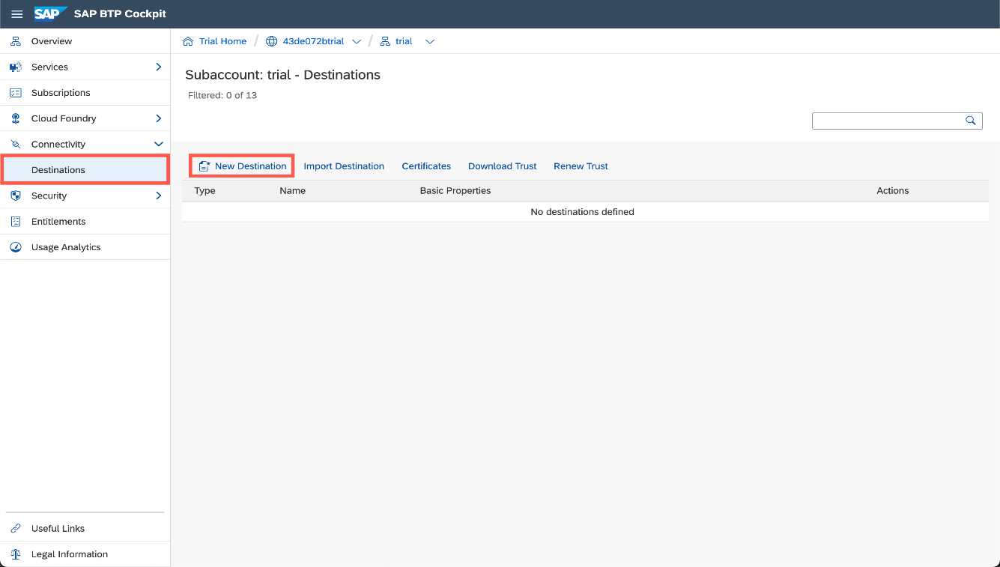 SAP SAP BTP Cockpit
Overview
Services
Subscriptions
Cloud Foundry
Connectivity
Destinations
Security
Entitlements
Usage Analytics
Useful Links
Legal Information
Trial Home / 43de072btrial / trial
Subaccount: trial - Destinations
Filtered: 0 of 13
New Destination Import Destination Certificates Download Trust Renew Trust
Type Name Basic Properties Actions
No destinations defined